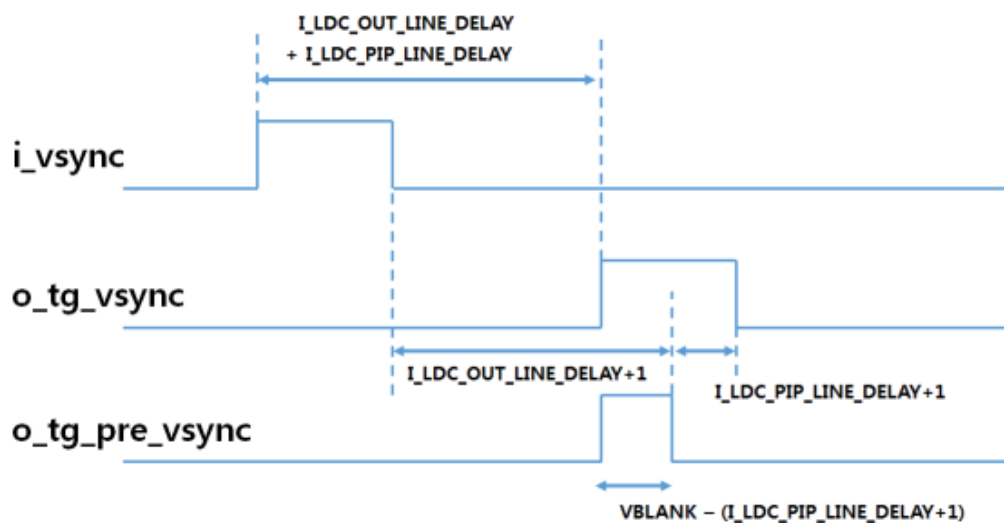 I_LDC_OUT_LINE_DELAY
+ I_LDC_PIP_LINE_DELAY
i_vsync
o_tg_vsync
I_LDC_OUT_LINE_DELAY+1
I_LDC_PIP_LINE_DELAY+1
o_tg_pre_vsync
VBLANK – (I_LDC_PIP_LINE_DELAY+1)